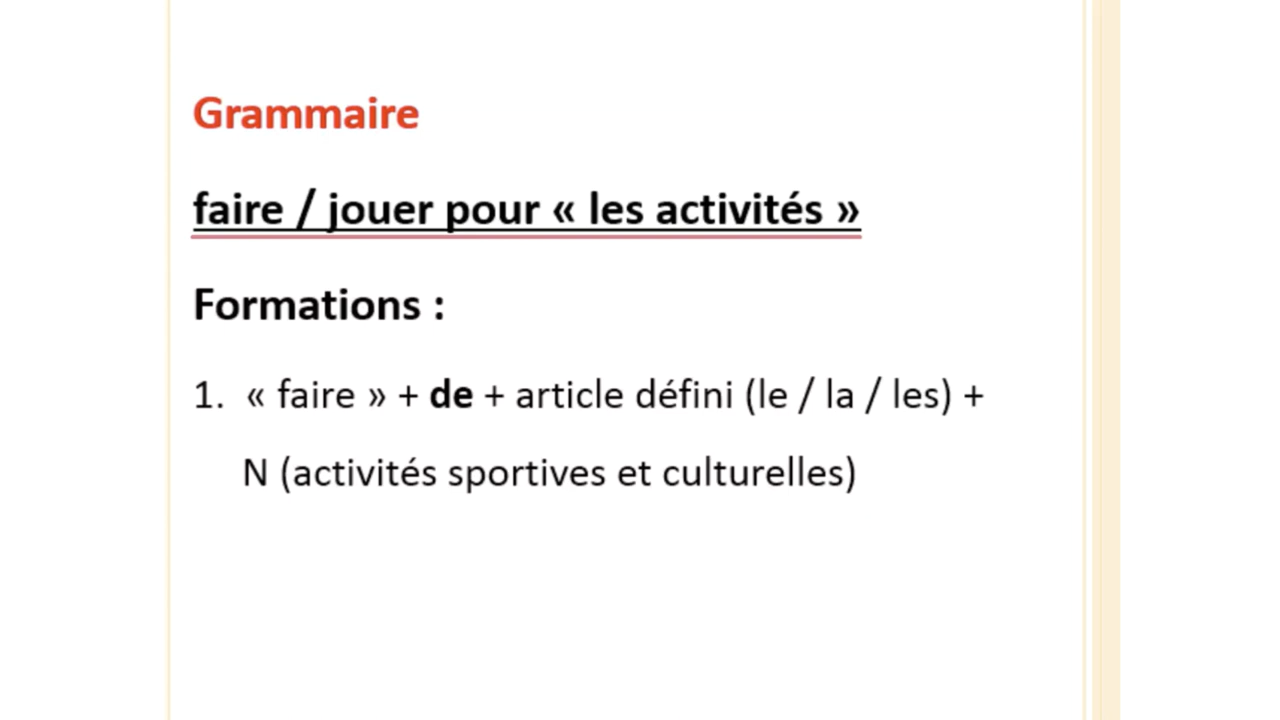 Grammaire
faire / jouer pour « les activités »
Formations :
1. « faire » + de + article défini (le / la / les) +
N (activités sportives et culturelles)